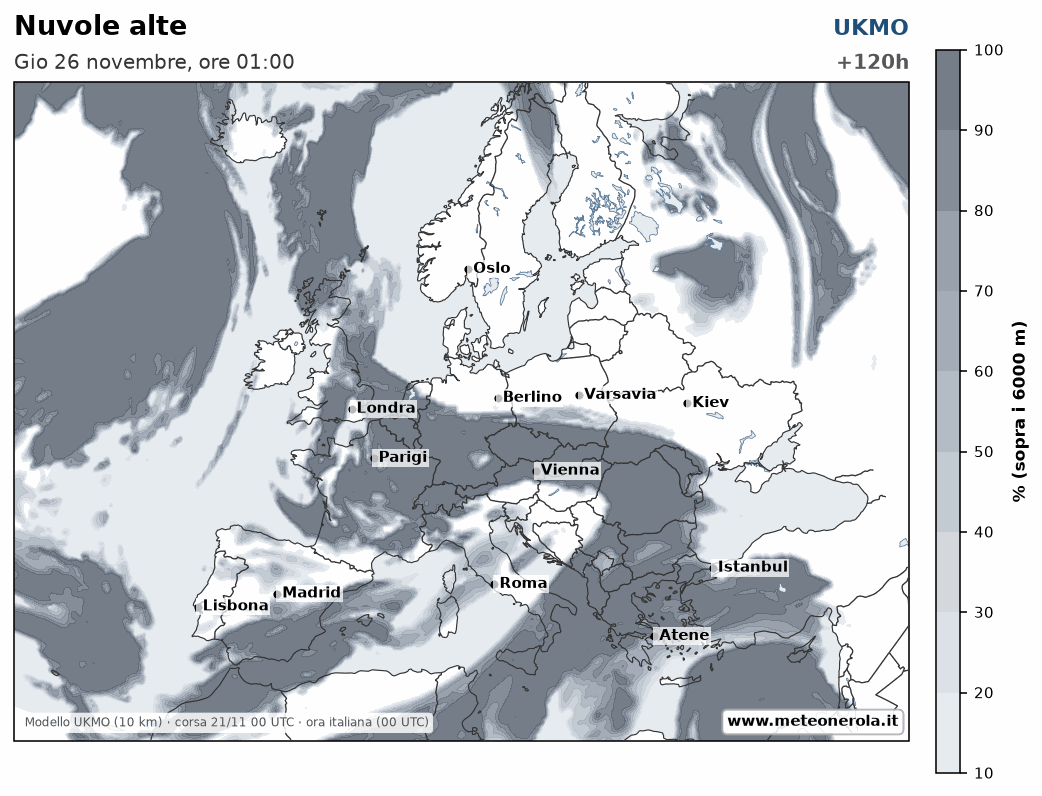 Nuvole alte
UKMO
Gio 26 novembre, ore 01:00
+120h
100
90
80
70
60
50
40
30
20
10
% (sopra i 6000 m)
Oslo
Berlino
Varsavia
Kiev
Londra
Parigi
Vienna
Istanbul
Roma
Madrid
Lisbona
Atene
Modello UKMO (10 km) · corsa 21/11 00 UTC · ora italiana (00 UTC)
www.meteonerola.it